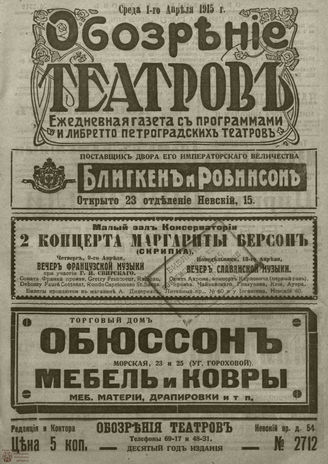 Среда 1-го Апрѣля 1915 г.
Обозрѣніе
ТЕАТРОВЪ
Ежедневная газета съ программами
и либретто петроградскихъ театровъ
ПОСТАВЩИКЪ ДВОРА ЕГО ИМПЕРАТОРСКАГО ВЕЛИЧЕСТВА
БЛИГКЕНЪ и РОБИНСОНЪ
Открыто 23 отдѣленіе Невскій, 15.
Малый залъ Консерваторіи
2 КОНЦЕРТА МАРГАРИТЫ БЕРСОНЪ
(СКРИПКА).
Четвергъ, 9-го Апрѣля,
ВЕЧЕРЪ ФРАНЦУЗСКОЙ МУЗЫКИ
при участіи
Понедѣльникъ, 13-го Апрѣля,
ВЕЧЕРЪ СЛАВЯНСКОЙ МУЗЫКИ.
ТОРГОВЫЙ ДОМЪ
ОБЮССОНЪ
МОРСКАЯ, 23 и 25 (УГ. ГОРОХОВОЙ).
МЕБЕЛЬ и КОВРЫ
МЕБ. МАТЕРІИ, ДРАПИРОВКИ И Т П.
Редакція и Контора
ОБОЗРѢНІЯ ТЕАТРОВЪ
Невскій пр. д. 54.
Цѣна 5 коп.
Телефоны 69-17 и 48-31.
ДЕСЯТЫЙ ГОДЪ ИЗДАНІЯ
№ 2712